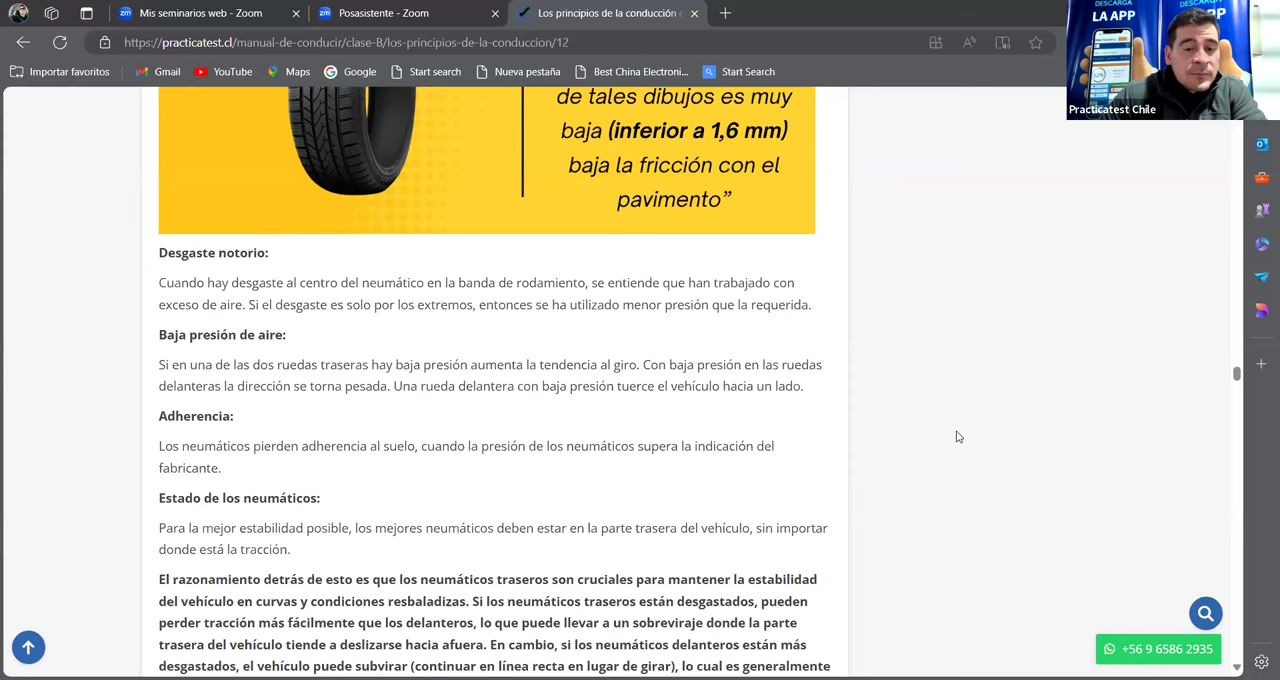 Mis seminarios web - Zoom
Posasistente - Zoom
Los principios de la conducción
https://practicatest.cl/manual-de-conducir/clase-B/los-principios-de-la-conduccion/12
Importar favoritos
Gmail
YouTube
Maps
Google
Start search
Nueva pestaña
Best China Electroni...
Start Search
DESCARGA
LA APP
Practicatest Chile
de tales dibujos es muy
baja (inferior a 1,6 mm)
baja la fricción con el
pavimento”
Desgaste notorio:
Cuando hay desgaste al centro del neumático en la banda de rodamiento, se entiende que han trabajado con
exceso de aire. Si el desgaste es solo por los extremos, entonces se ha utilizado menor presión que la requerida.
Baja presión de aire:
Si en una de las dos ruedas traseras hay baja presión aumenta la tendencia al giro. Con baja presión en las ruedas
delanteras la dirección se torna pesada. Una rueda delantera con baja presión tuerce el vehículo hacia un lado.
Adherencia:
Los neumáticos pierden adherencia al suelo, cuando la presión de los neumáticos supera la indicación del
fabricante.
Estado de los neumáticos:
Para la mejor estabilidad posible, los mejores neumáticos deben estar en la parte trasera del vehículo, sin importar
donde está la tracción.
El razonamiento detrás de esto es que los neumáticos traseros son cruciales para mantener la estabilidad
del vehículo en curvas y condiciones resbaladizas. Si los neumáticos traseros están desgastados, pueden
perder tracción más fácilmente que los delanteros, lo que puede llevar a un sobreviraje donde la parte
trasera del vehículo tiende a deslizarse hacia afuera. En cambio, si los neumáticos delanteros están más
desgastados, el vehículo puede subvirar (continuar en línea recta en lugar de girar), lo cual es generalmente
+56 9 6586 2935